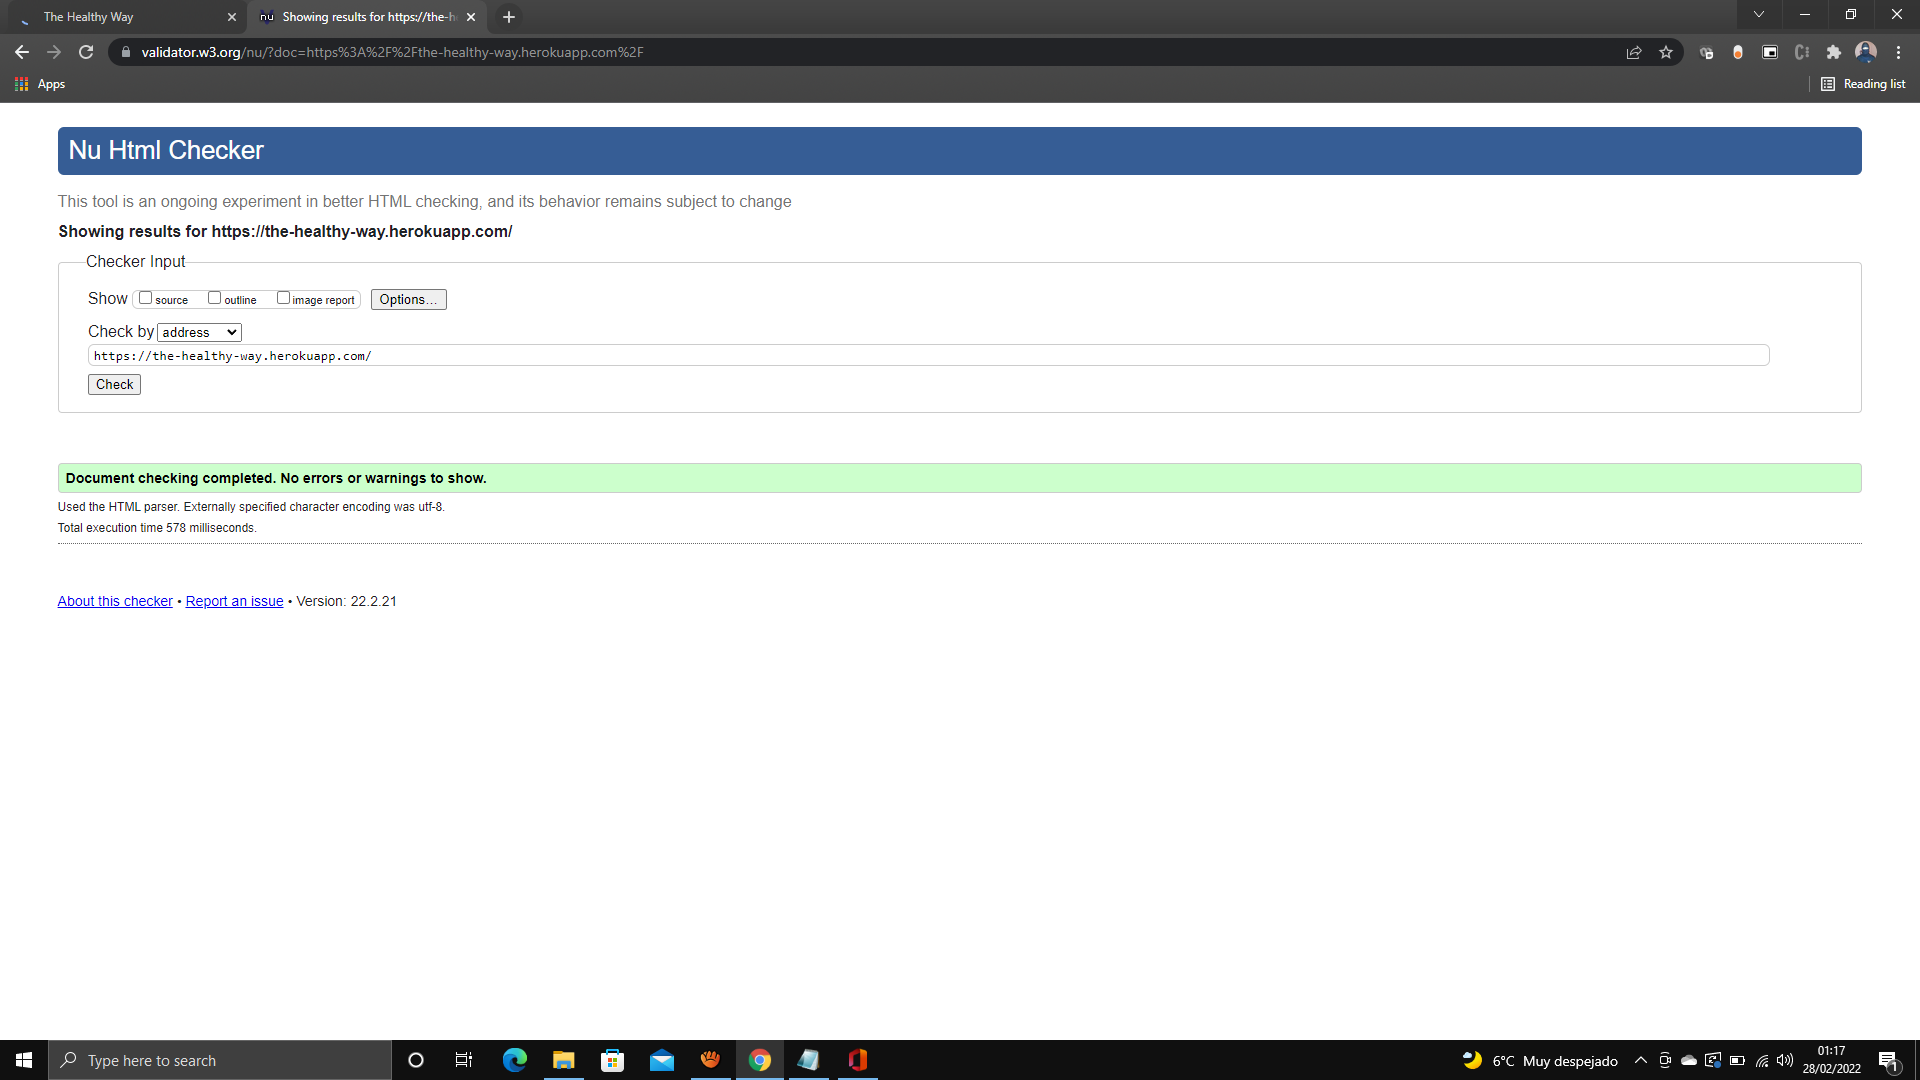 The Healthy Way
nu Showing results for https://the-h
validator.w3.org/nu/?doc=https%3A%2F%2Fthe-healthy-way.herokuapp.com%2F
Apps
Reading list
Nu Html Checker
This tool is an ongoing experiment in better HTML checking, and its behavior remains subject to change
Showing results for https://the-healthy-way.herokuapp.com/
Checker Input
Show source outline image report Options...
Check by address
https://the-healthy-way.herokuapp.com/
Check
Document checking completed. No errors or warnings to show.
Used the HTML parser. Externally specified character encoding was utf-8.
Total execution time 578 milliseconds.
About this checker • Report an issue • Version: 22.2.21
Type here to search
6°C Muy despejado
01:17
28/02/2022
1